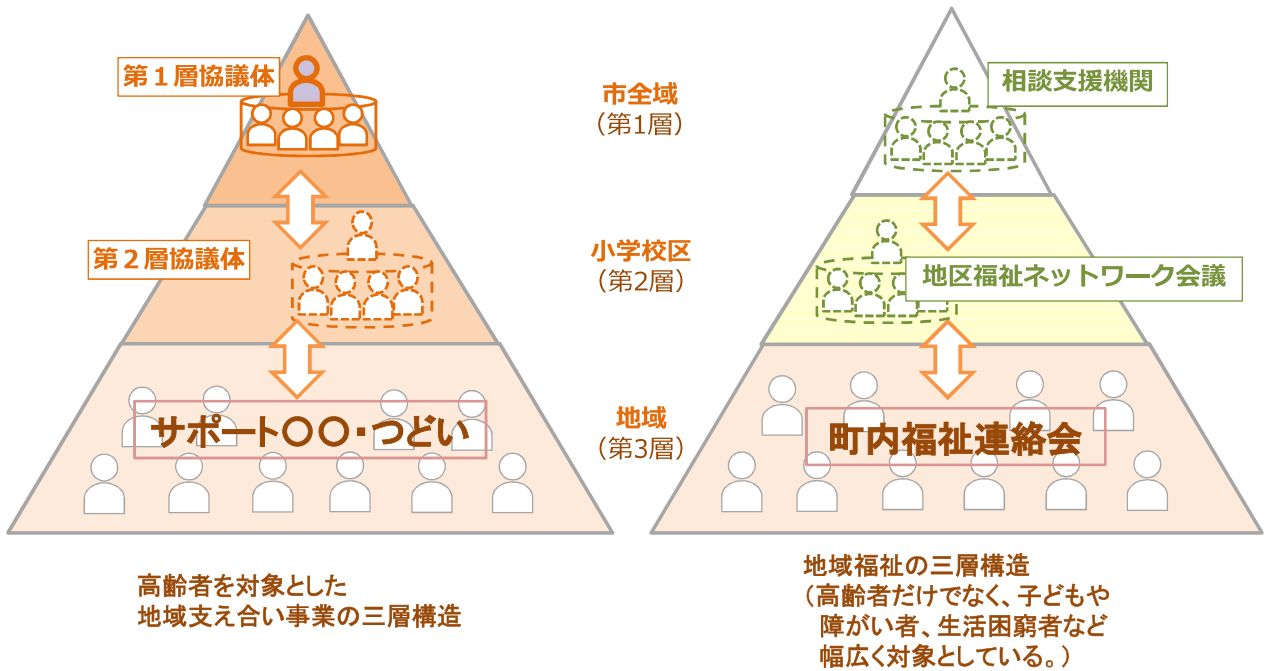 第１層協議体
市全域
（第1層）
相談支援機関
第２層協議体
小学校区
（第2層）
地区福祉ネットワーク会議
サポート〇〇・つどい
地域
（第3層）
町内福祉連絡会
高齢者を対象とした
地域支え合い事業の三層構造
地域福祉の三層構造
（高齢者だけでなく、子どもや
障がい者、生活困窮者など
幅広く対象としている。）